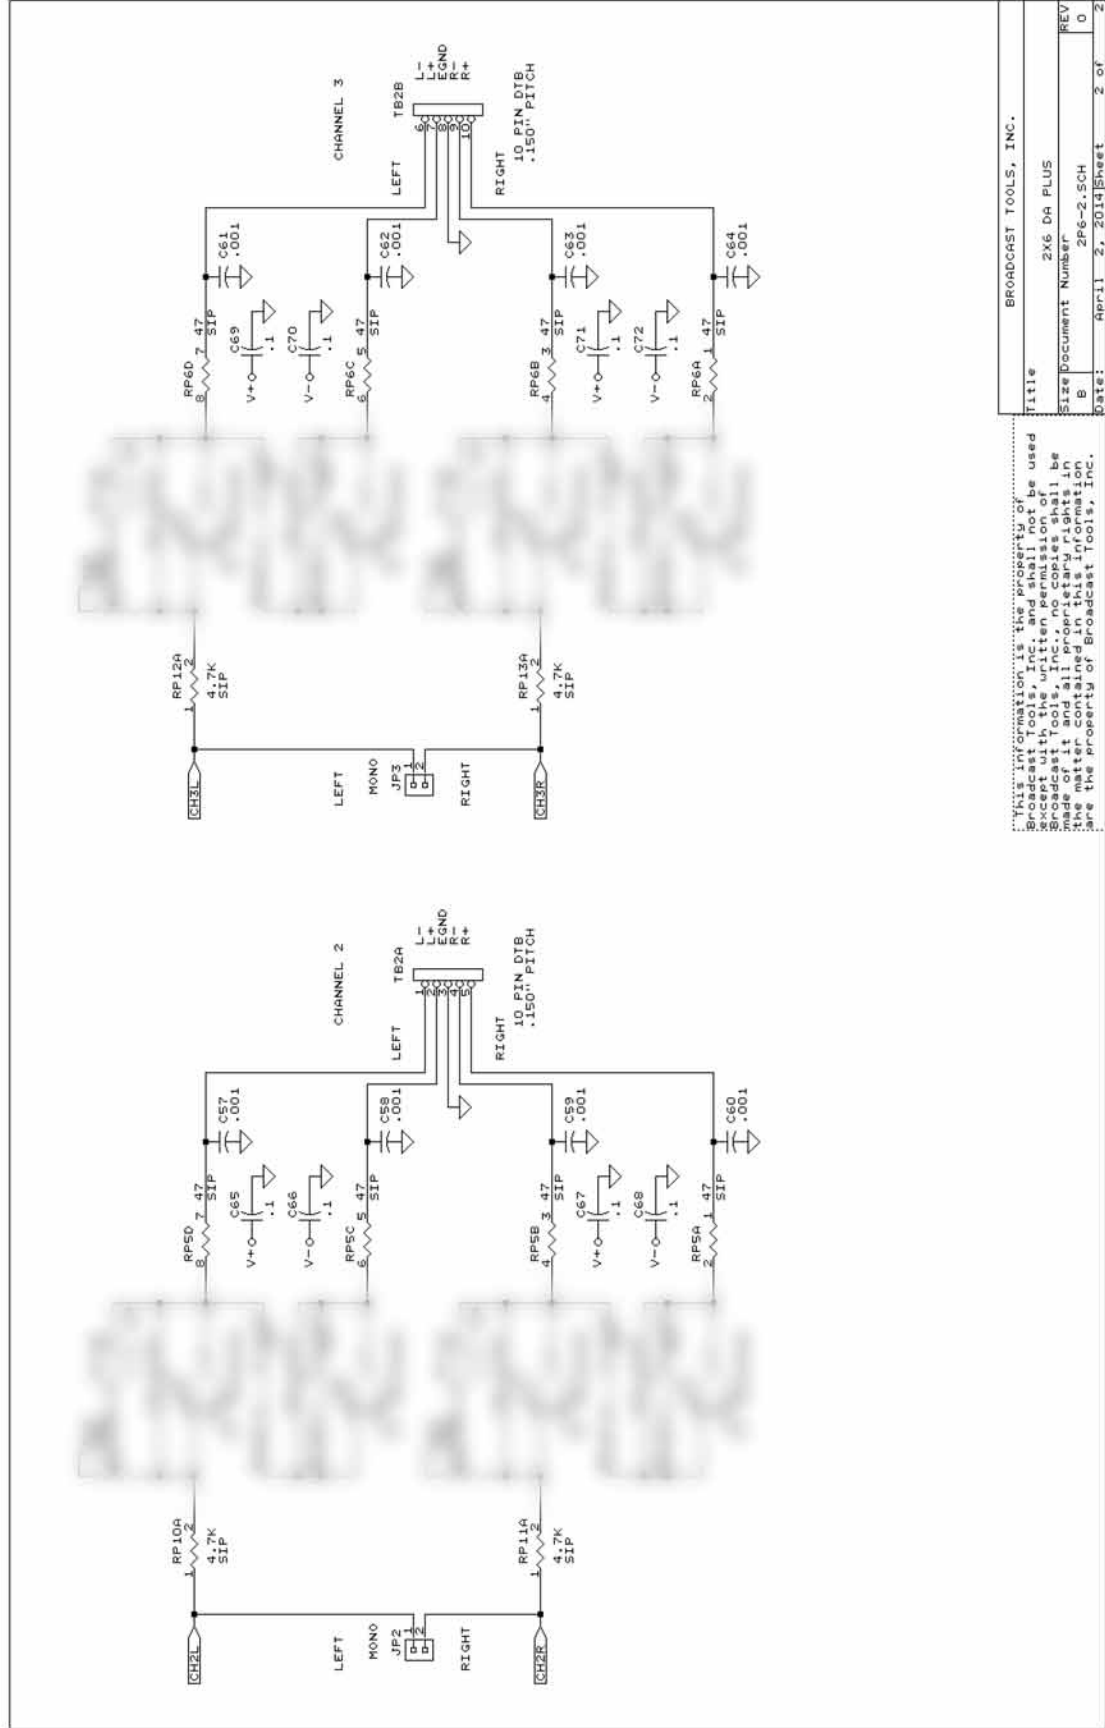 CH2L
CH2R
LEFT
MONO
RIGHT
JP2
1
2
RP10A
1
2
4.7K
SIP
RP11A
1
2
4.7K
SIP
RP5D
8
7
47
SIP
C65
V+
.1
C66
V-
.1
RP5C
6
5
47
SIP
RP5B
4
3
47
SIP
C67
V+
.1
C68
V-
.1
RP5A
2
1
47
SIP
C57
.001
C58
.001
C59
.001
C60
.001
CHANNEL 2
LEFT
RIGHT
TB2A
1
2
3
4
5
L-
L+
EGND
R-
R+
10 PIN DTB
.150" PITCH
CH3L
CH3R
LEFT
MONO
RIGHT
JP3
1
2
RP12A
1
2
4.7K
SIP
RP13A
1
2
4.7K
SIP
RP6D
8
7
47
SIP
C69
V+
.1
C70
V-
.1
RP6C
6
5
47
SIP
RP6B
4
3
47
SIP
C71
V+
.1
C72
V-
.1
RP6A
2
1
47
SIP
C61
.001
C62
.001
C63
.001
C64
.001
CHANNEL 3
LEFT
RIGHT
TB2B
6
7
8
9
10
L-
L+
EGND
R-
R+
10 PIN DTB
.150" PITCH
This information is the property of
Broadcast Tools, Inc. and shall not be used
except with the written permission of
Broadcast Tools, Inc., no copies shall be
made of it and all proprietary rights in
the matter contained in this information
are the property of Broadcast Tools, Inc.
BROADCAST TOOLS, INC.
Title
2X6 DA PLUS
Size Document Number REV
B 2P6-2.SCH 0
Date: April 2, 2014 Sheet 2 of 2